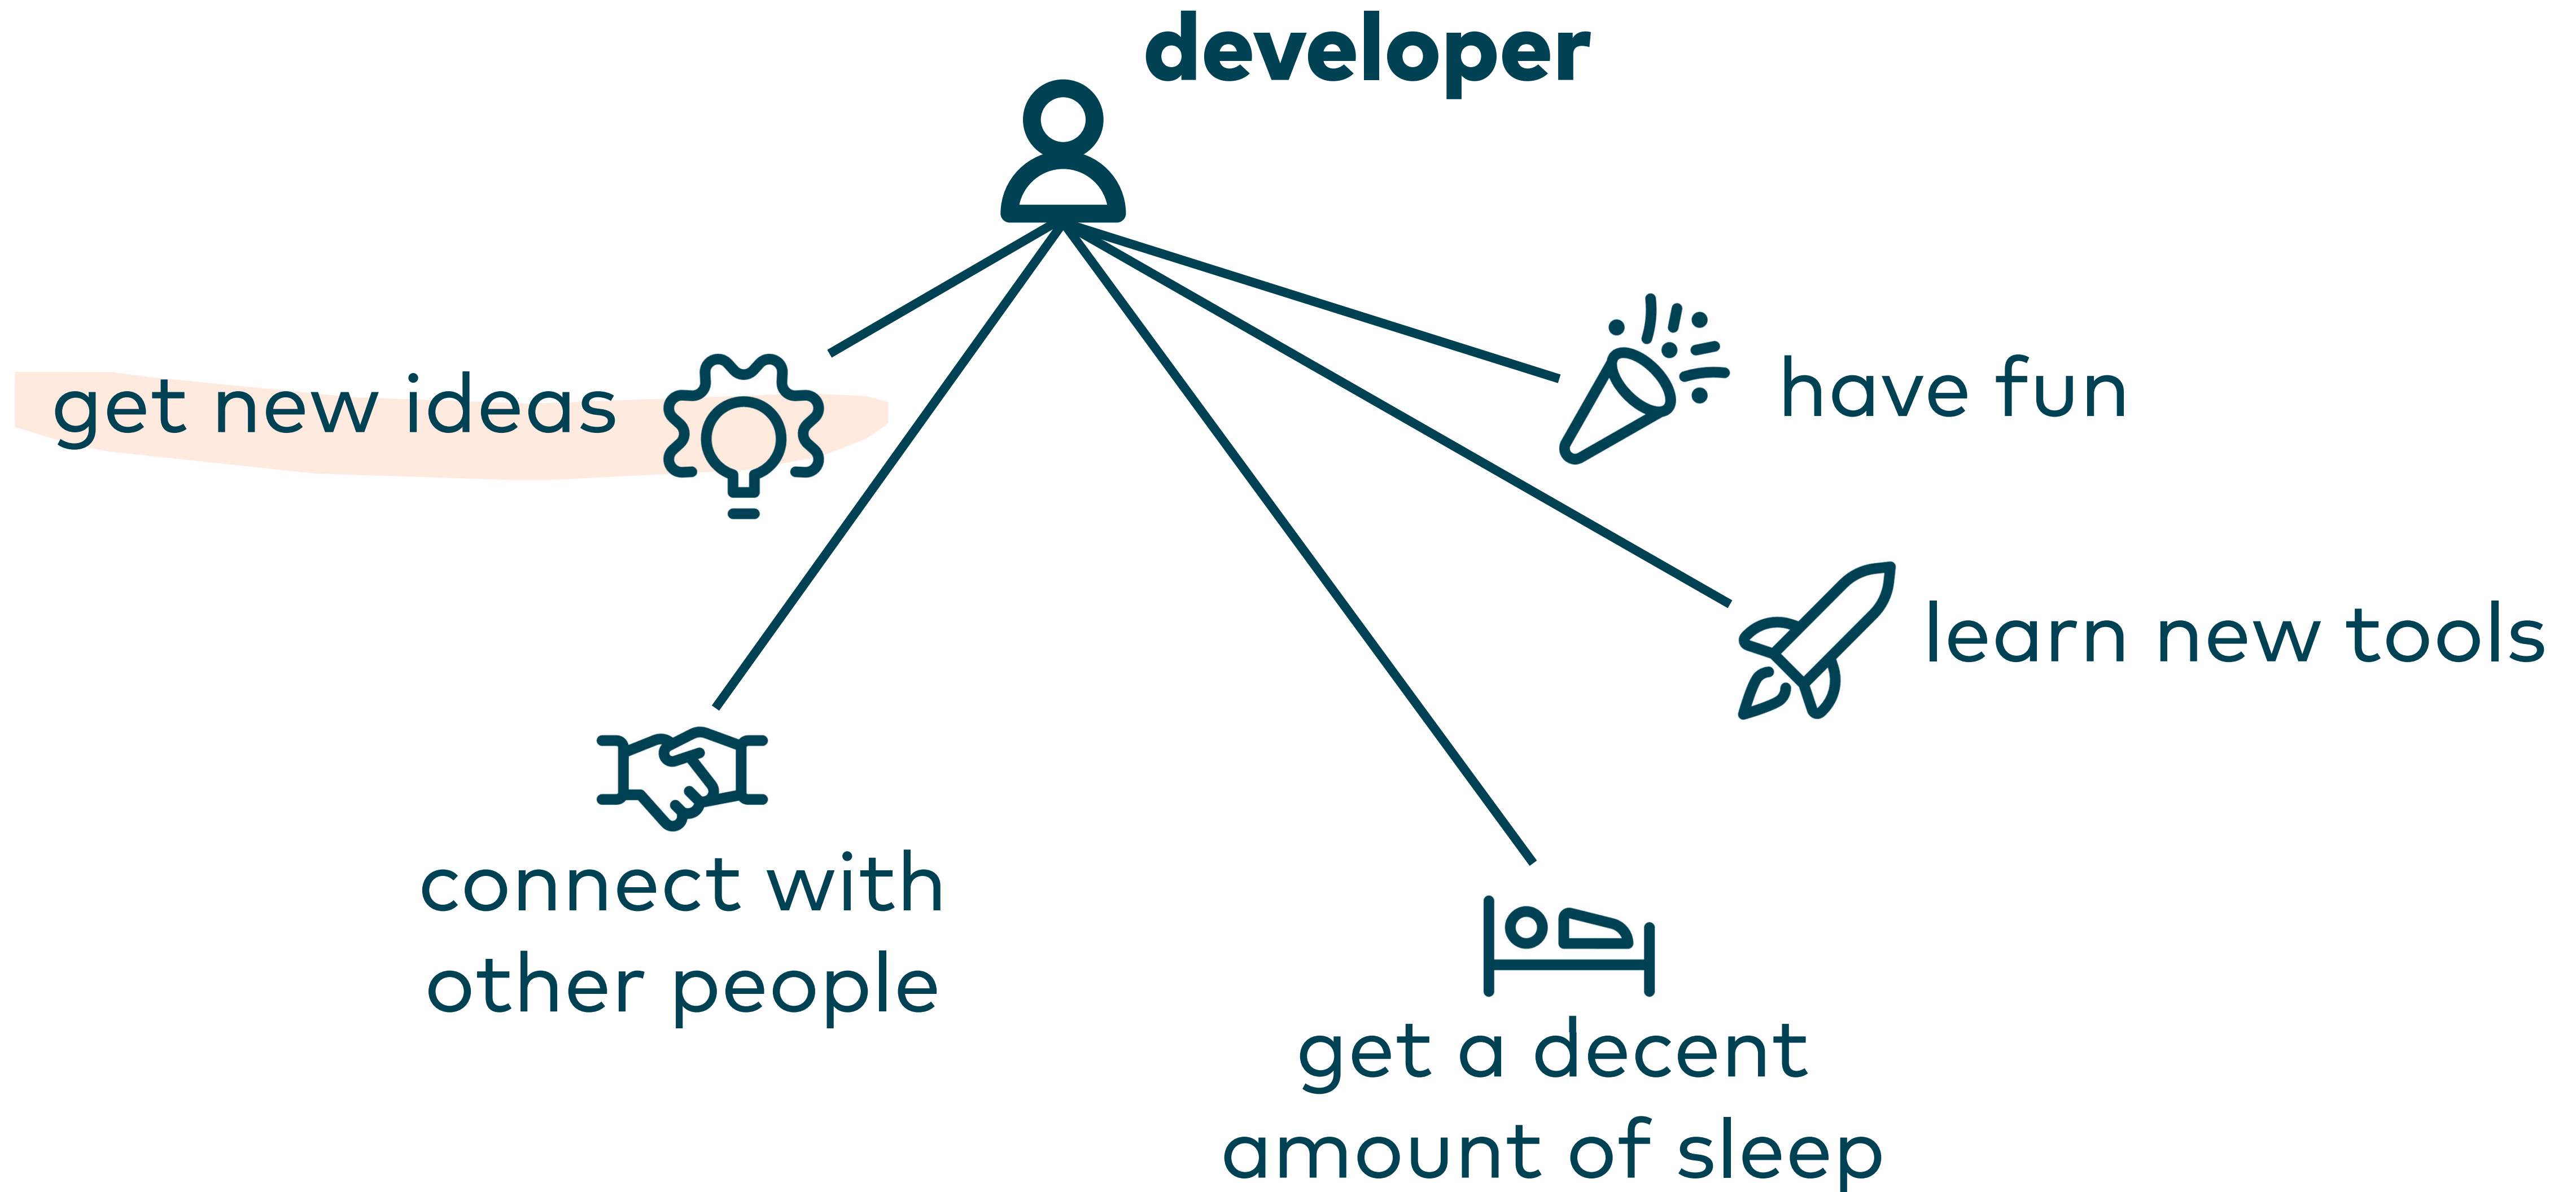 developer
get new ideas
have fun
learn new tools
connect with
other people
get a decent
amount of sleep